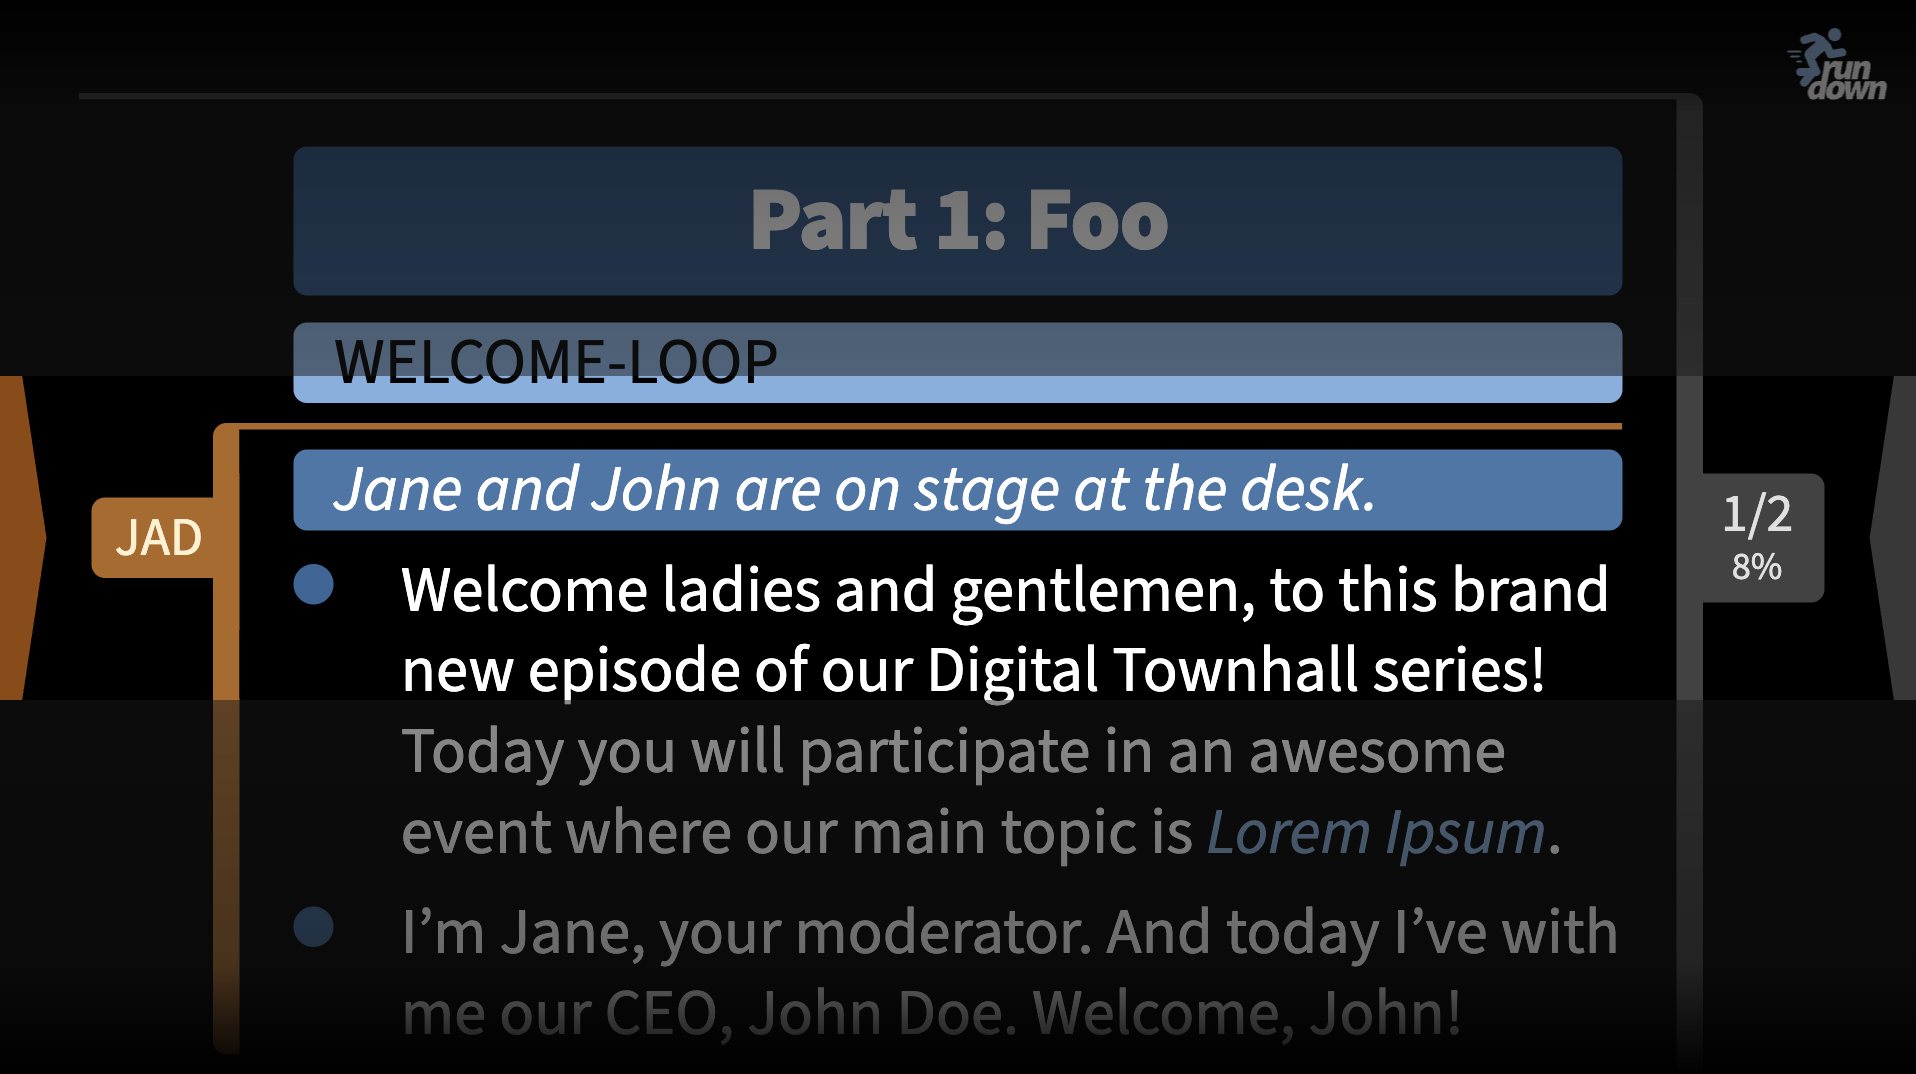 run
down
Part 1: Foo
WELCOME-LOOP
Jane and John are on stage at the desk.
JAD
1/2
8%
Welcome ladies and gentlemen, to this brand
new episode of our Digital Townhall series!
Today you will participate in an awesome
event where our main topic is Lorem Ipsum.
I’m Jane, your moderator. And today I’ve with
me our CEO, John Doe. Welcome, John!